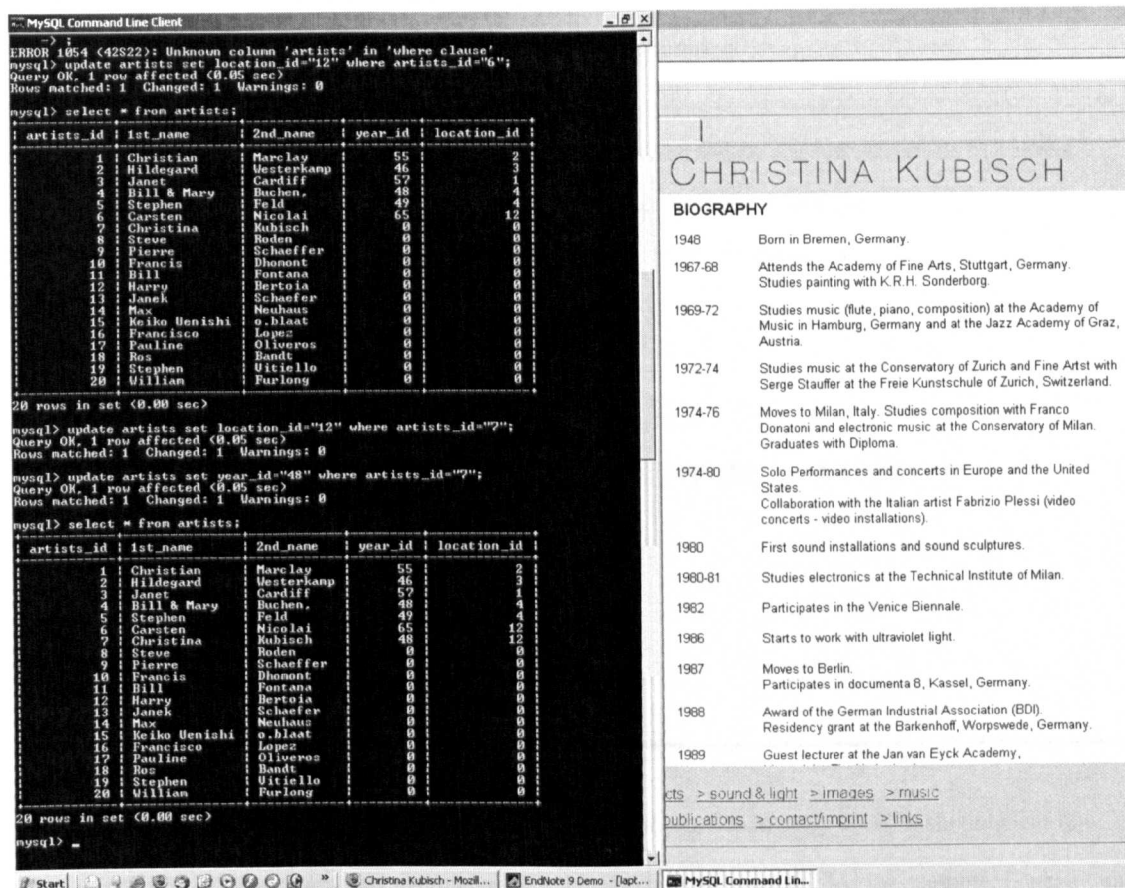 MySQL Command Line Client
-> ;
ERROR 1054 (42S22): Unknown column 'artists' in 'where clause'
mysql> update artists set location_id="12" where artists_id="6";
Query OK, 1 row affected (0.05 sec)
Rows matched: 1 Changed: 1 Warnings: 0
mysql> select * from artists;
| artists_id | 1st_name | 2nd_name | year_id | location_id |
| 1 | Christian | Marclay | 55 | 2 |
| 2 | Hildegard | Westerkamp | 46 | 3 |
| 3 | Janet | Cardiff | 57 | 1 |
| 4 | Bill & Mary | Buchen, | 48 | 4 |
| 5 | Stephen | Feld | 49 | 4 |
| 6 | Carsten | Nicolai | 65 | 12 |
| 7 | Christina | Kubisch | 0 | 0 |
| 8 | Steve | Roden | 0 | 0 |
| 9 | Pierre | Schaeffer | 0 | 0 |
| 10 | Francis | Dhomont | 0 | 0 |
| 11 | Bill | Fontana | 0 | 0 |
| 12 | Harry | Bertoia | 0 | 0 |
| 13 | Janek | Schaefer | 0 | 0 |
| 14 | Max | Neuhaus | 0 | 0 |
| 15 | Keiko Uenishi | o.blaat | 0 | 0 |
| 16 | Francisco | Lopez | 0 | 0 |
| 17 | Pauline | Oliveros | 0 | 0 |
| 18 | Ros | Bandt | 0 | 0 |
| 19 | Stephen | Vitiello | 0 | 0 |
| 20 | William | Furlong | 0 | 0 |
20 rows in set (0.00 sec)
mysql> update artists set location_id="12" where artists_id="7";
Query OK, 1 row affected (0.05 sec)
Rows matched: 1 Changed: 1 Warnings: 0
mysql> update artists set year_id="48" where artists_id="7";
Query OK, 1 row affected (0.05 sec)
Rows matched: 1 Changed: 1 Warnings: 0
mysql> select * from artists;
| artists_id | 1st_name | 2nd_name | year_id | location_id |
| 1 | Christian | Marclay | 55 | 2 |
| 2 | Hildegard | Westerkamp | 46 | 3 |
| 3 | Janet | Cardiff | 57 | 1 |
| 4 | Bill & Mary | Buchen, | 48 | 4 |
| 5 | Stephen | Feld | 49 | 4 |
| 6 | Carsten | Nicolai | 65 | 12 |
| 7 | Christina | Kubisch | 48 | 12 |
| 8 | Steve | Roden | 0 | 0 |
| 9 | Pierre | Schaeffer | 0 | 0 |
| 10 | Francis | Dhomont | 0 | 0 |
| 11 | Bill | Fontana | 0 | 0 |
| 12 | Harry | Bertoia | 0 | 0 |
| 13 | Janek | Schaefer | 0 | 0 |
| 14 | Max | Neuhaus | 0 | 0 |
| 15 | Keiko Uenishi | o.blaat | 0 | 0 |
| 16 | Francisco | Lopez | 0 | 0 |
| 17 | Pauline | Oliveros | 0 | 0 |
| 18 | Ros | Bandt | 0 | 0 |
| 19 | Stephen | Vitiello | 0 | 0 |
| 20 | William | Furlong | 0 | 0 |
20 rows in set (0.00 sec)
mysql> _
CHRISTINA KUBISCH
BIOGRAPHY
1948 Born in Bremen, Germany.
1967-68 Attends the Academy of Fine Arts, Stuttgart, Germany.
Studies painting with K.R.H. Sonderborg.
1969-72 Studies music (flute, piano, composition) at the Academy of
Music in Hamburg, Germany and at the Jazz Academy of Graz,
Austria.
1972-74 Studies music at the Conservatory of Zurich and Fine Artst with
Serge Stauffer at the Freie Kunstschule of Zurich, Switzerland.
1974-76 Moves to Milan, Italy. Studies composition with Franco
Donatoni and electronic music at the Conservatory of Milan.
Graduates with Diploma.
1974-80 Solo Performances and concerts in Europe and the United
States.
Collaboration with the Italian artist Fabrizio Plessi (video
concerts - video installations).
1980 First sound installations and sound sculptures.
1980-81 Studies electronics at the Technical Institute of Milan.
1982 Participates in the Venice Biennale.
1986 Starts to work with ultraviolet light.
1987 Moves to Berlin.
Participates in documenta 8, Kassel, Germany.
1988 Award of the German Industrial Association (BDI).
Residency grant at the Barkenhoff, Worpswede, Germany.
1989 Guest lecturer at the Jan van Eyck Academy,
cts > sound & light > images > music
publications > contact/imprint > links
Start » Christina Kubisch - Mozill... EndNote 9 Demo - [lapt... MySQL Command Lin...